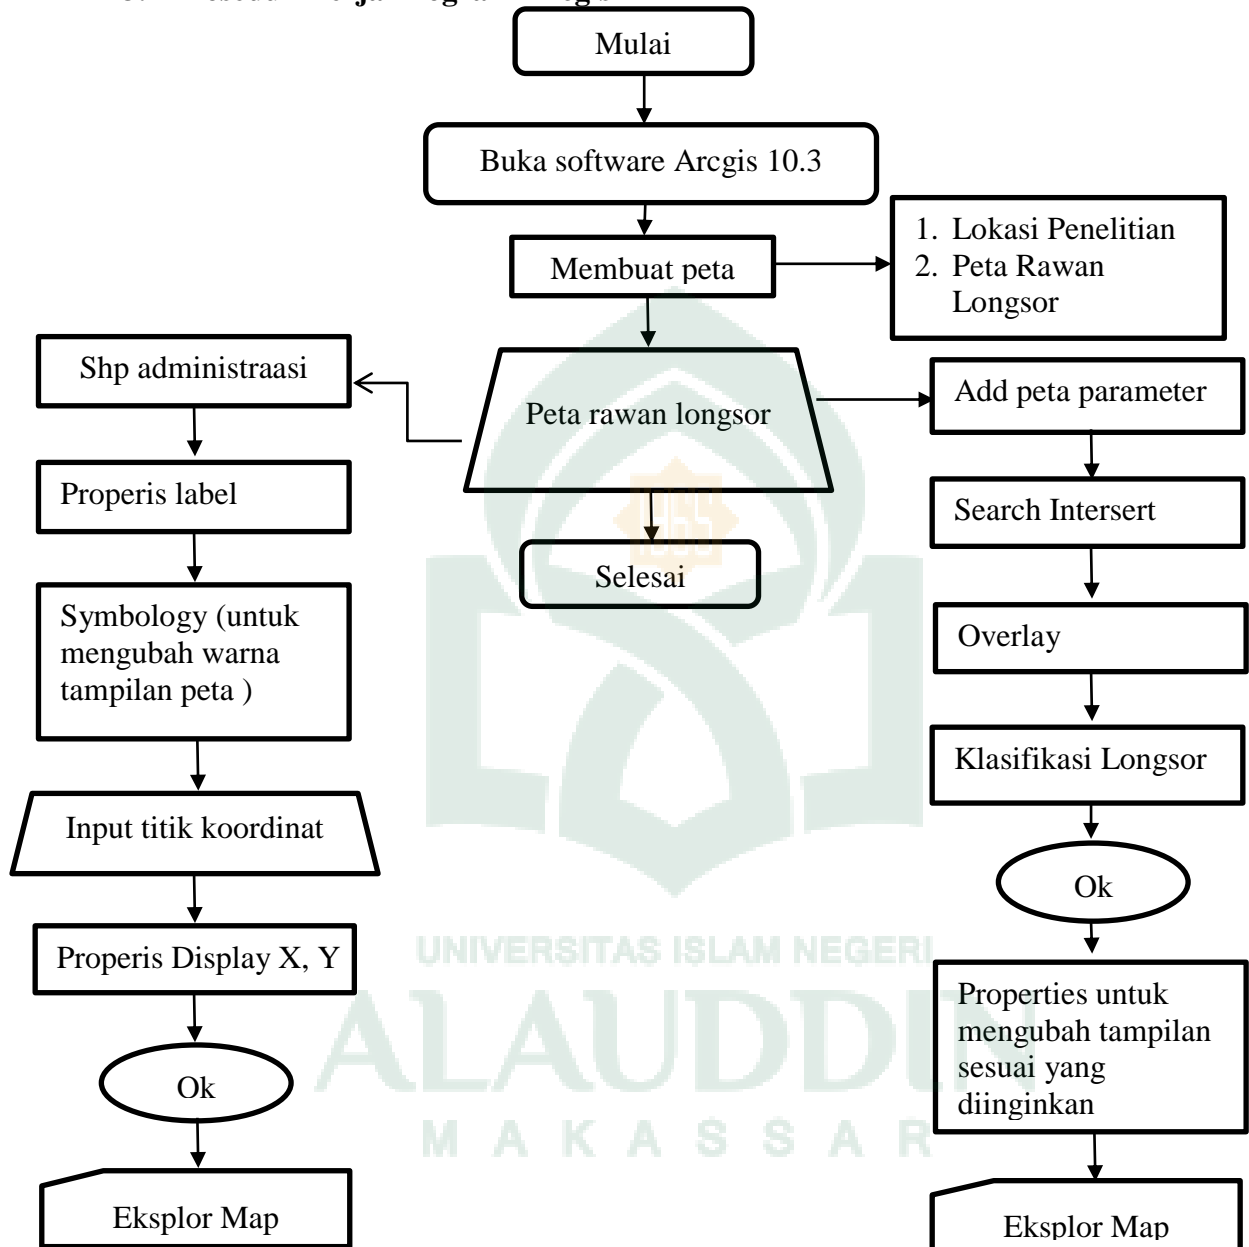 Mulai
Buka software Arcgis 10.3
Membuat peta
1. Lokasi Penelitian
2. Peta Rawan
Longsor
Peta rawan longsor
Selesai
Shp administraasi
Properis label
Symbology (untuk
mengubah warna
tampilan peta )
Input titik koordinat
Properis Display X, Y
Ok
Eksplor Map
Add peta parameter
Search Intersert
Overlay
Klasifikasi Longsor
Ok
Properties untuk
mengubah tampilan
sesuai yang
diinginkan
Eksplor Map
UNIVERSITAS ISLAM NEGERI
ALAUDDIN
MAKASSAR